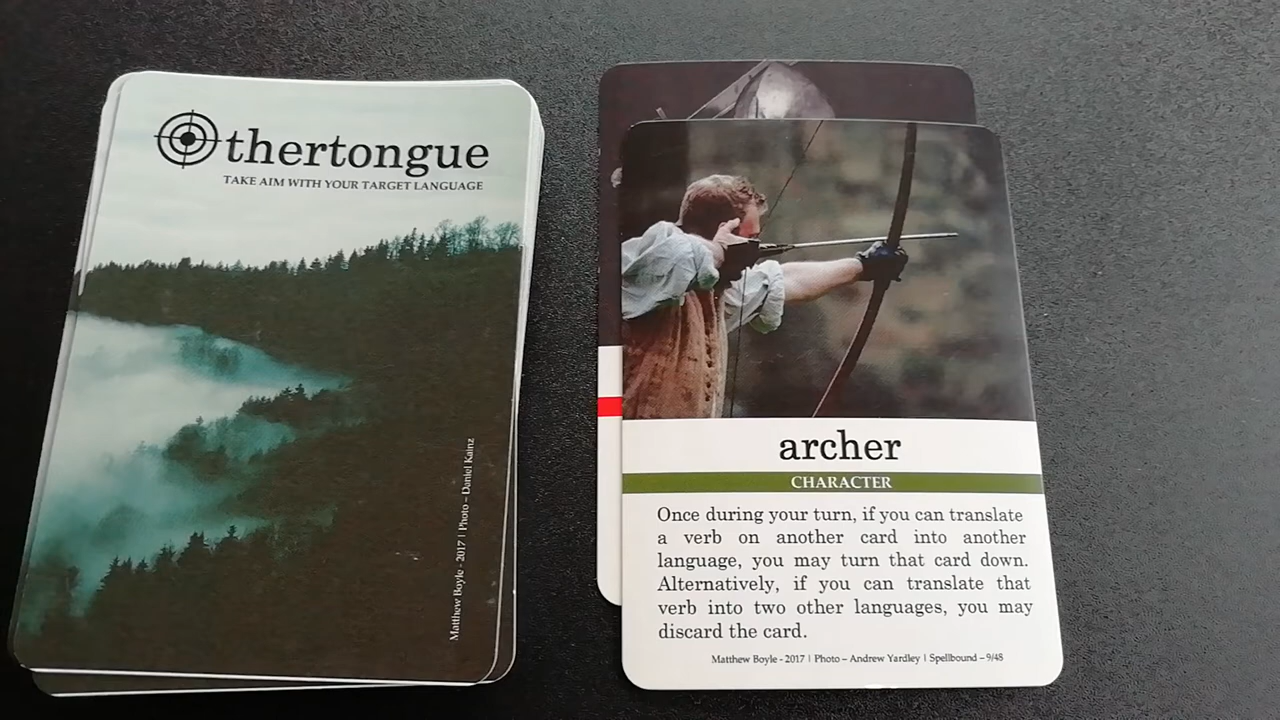 thertongue
TAKE AIM WITH YOUR TARGET LANGUAGE
Matthew Boyle - 2017 | Photo – Daniel Kainz
archer
CHARACTER
Once during your turn, if you can translate
a verb on another card into another
language, you may turn that card down.
Alternatively, if you can translate that
verb into two other languages, you may
discard the card.
Matthew Boyle - 2017 | Photo – Andrew Yardley | Spellbound – 9/48